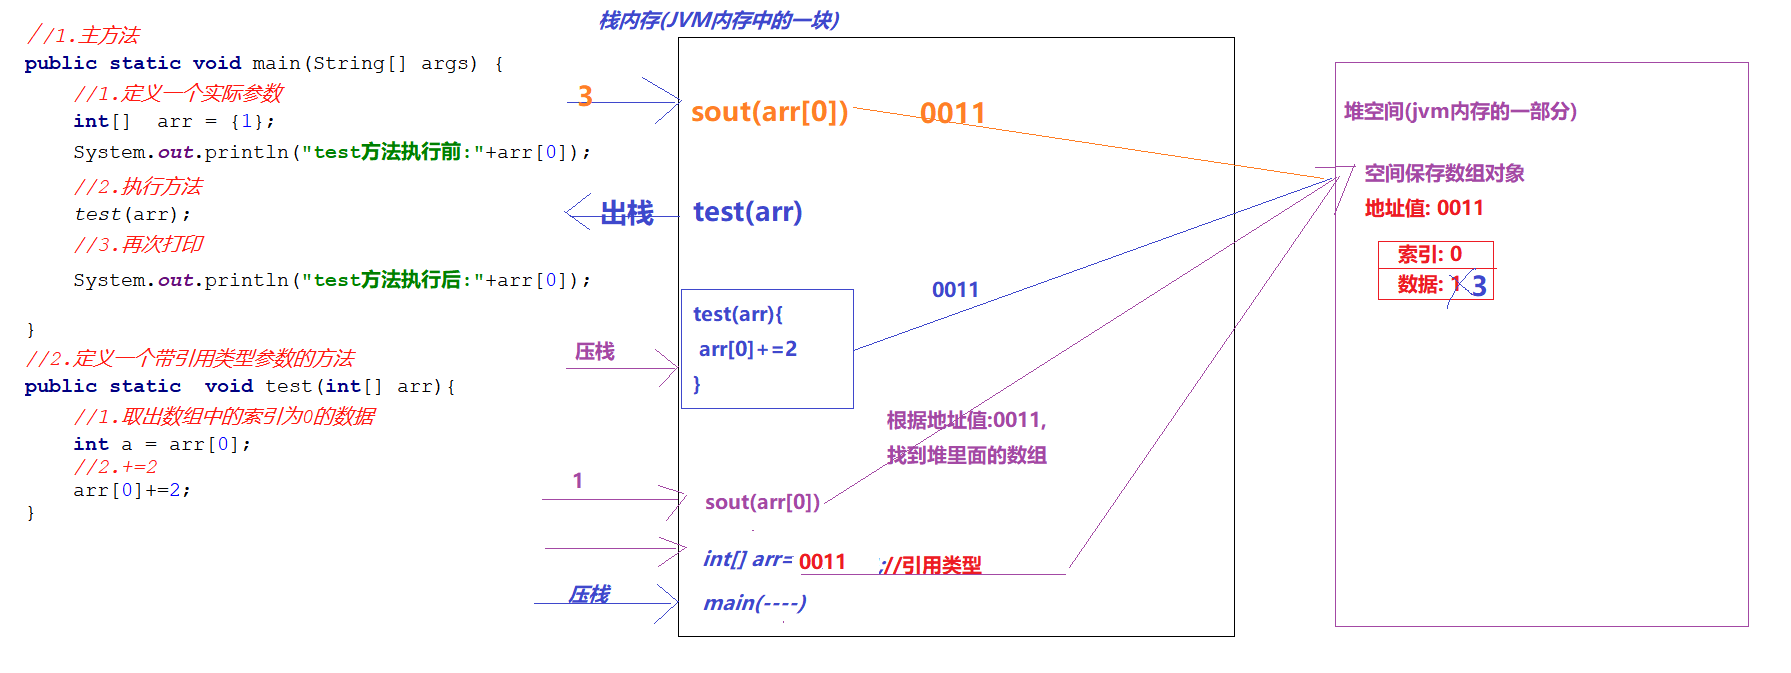 //1.主方法
public static void main(String[] args) {
//1.定义一个实际参数
int[]  arr = {1};
System.out.println("test方法执行前:"+arr[0]);
//2.执行方法
test(arr);
//3.再次打印
System.out.println("test方法执行后:"+arr[0]);
}
//2.定义一个带引用类型参数的方法
public static  void test(int[] arr){
//1.取出数组中的索引为0的数据
int a = arr[0];
//2.+=2
arr[0]+=2;
}
栈内存(JVM内存中的一块)
3
sout(arr[0])
0011
出栈
test(arr)
0011
test(arr){
arr[0]+=2
}
压栈
根据地址值:0011,
找到堆里面的数组
1
sout(arr[0])
int[] arr= 0011 ;//引用类型
压栈
main(----)
堆空间(jvm内存的一部分)
空间保存数组对象
地址值: 0011
索引: 0
数据: 1 3